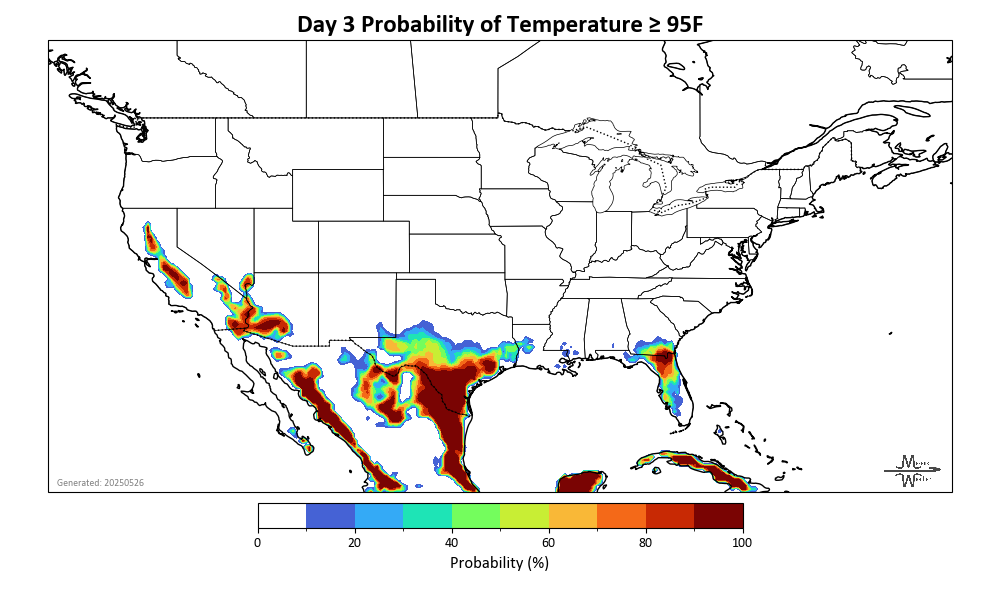 Day 3 Probability of Temperature ≥ 95F
Generated: 20250526
0 20 40 60 80 100
Probability (%)